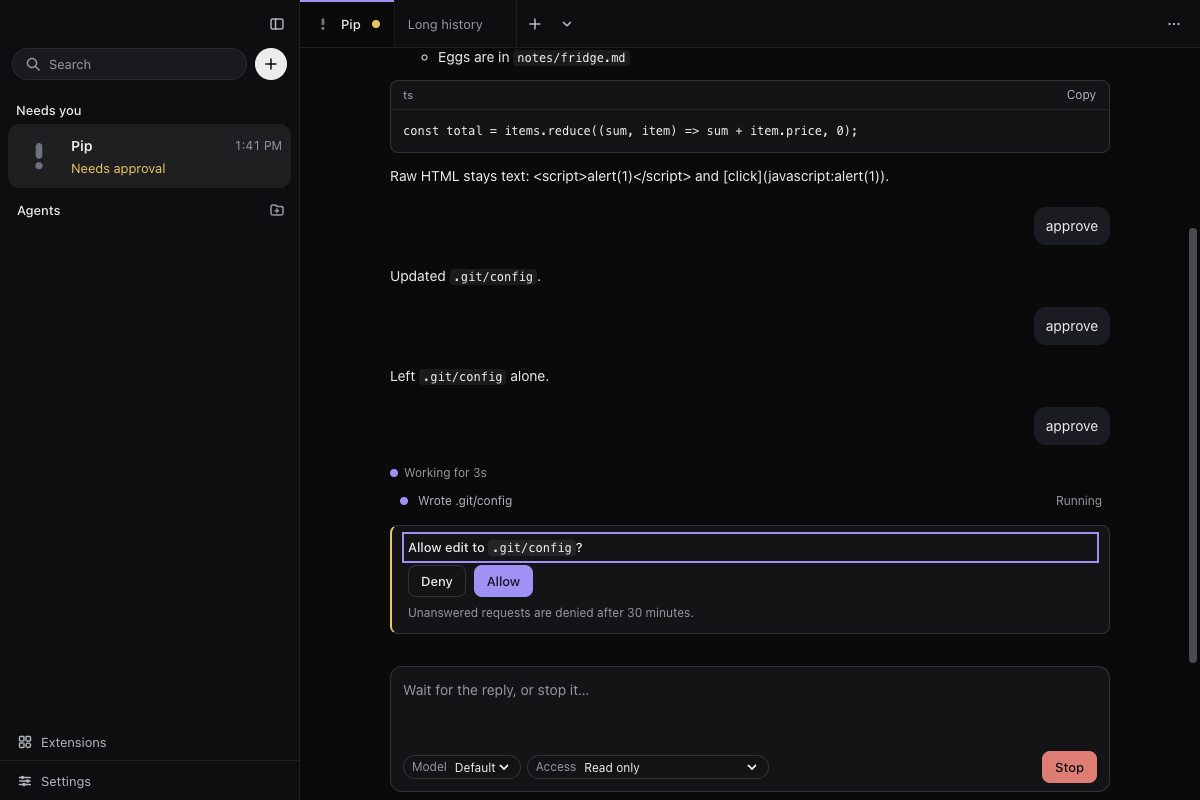 Search
Needs you
Pip
1:41 PM
Needs approval
Agents
Extensions
Settings
Pip
Long history
Eggs are in notes/fridge.md
ts
Copy
const total = items.reduce((sum, item) => sum + item.price, 0);
Raw HTML stays text: <script>alert(1)</script> and [click](javascript:alert(1)).
approve
Updated .git/config.
approve
Left .git/config alone.
approve
Working for 3s
Wrote .git/config
Running
Allow edit to .git/config?
Deny
Allow
Unanswered requests are denied after 30 minutes.
Wait for the reply, or stop it…
Model Default
Access Read only
Stop